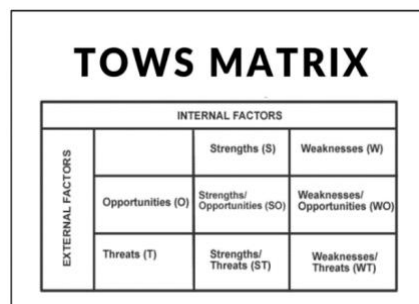 TOWS MATRIX
INTERNAL FACTORS
EXTERNAL FACTORS
Strengths (S)
Weaknesses (W)
Opportunities (O)
Strengths/
Opportunities (SO)
Weaknesses/
Opportunities (WO)
Threats (T)
Strengths/
Threats (ST)
Weaknesses/
Threats (WT)